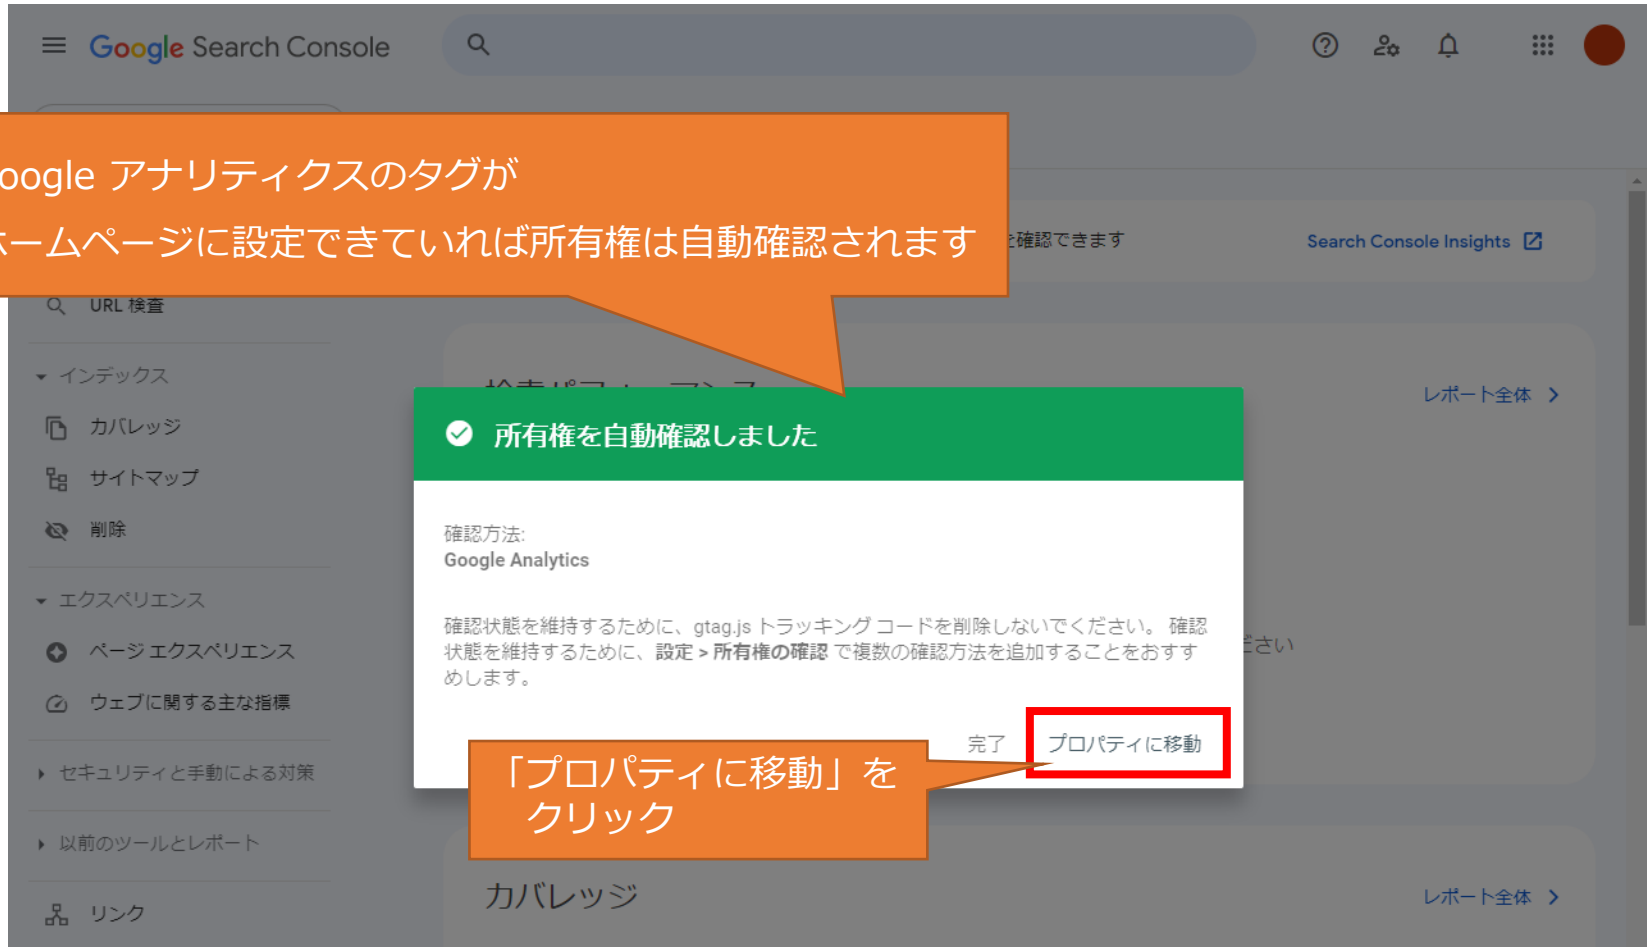 Google Search Console
oogle アナリティクスのタグが
ホームページに設定できていれば所有権は自動確認されます
確認できます
Search Console Insights
URL 検査
インデックス
レポート全体
カバレッジ
所有権を自動確認しました
サイトマップ
削除
確認方法:
Google Analytics
エクスペリエンス
確認状態を維持するために、gtag.js トラッキング コードを削除しないでください。 確認
状態を維持するために、設定 > 所有権の確認 で複数の確認方法を追加することをおすす
めします。
ださい
ページ エクスペリエンス
ウェブに関する主な指標
完了
プロパティに移動
「プロパティに移動」を
クリック
セキュリティと手動による対策
以前のツールとレポート
カバレッジ
レポート全体
リンク